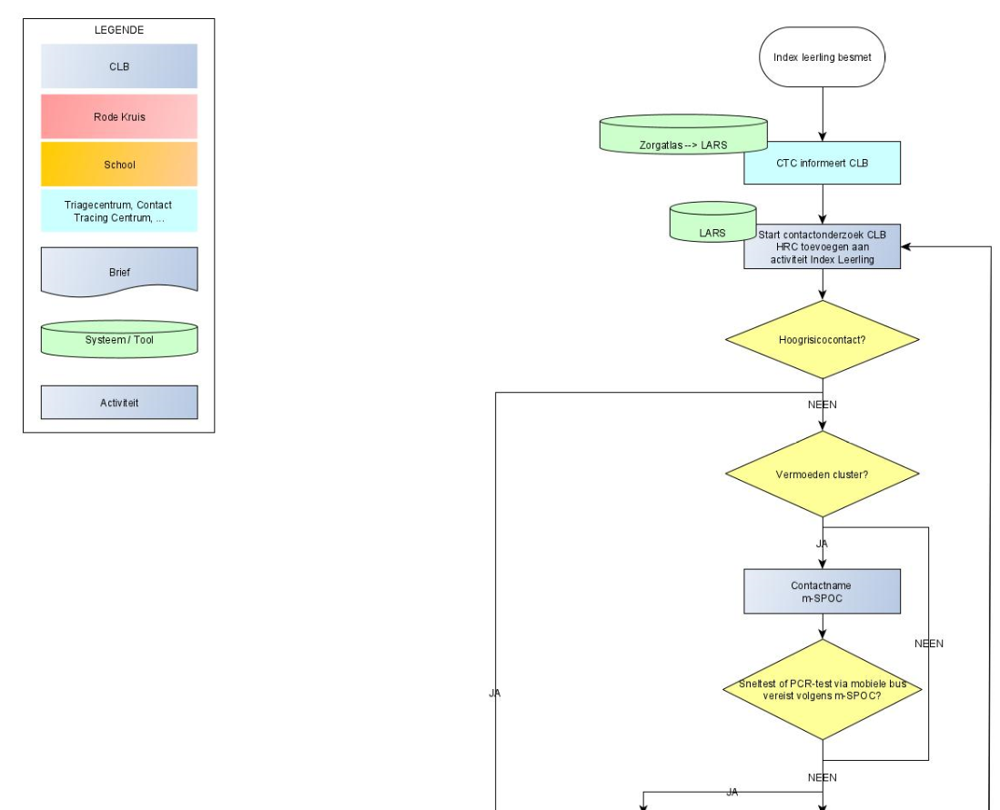 LEGENDE
CLB
Rode Kruis
School
Triagecentrum, Contact
Tracing Centrum, ...
Brief
Systeem / Tool
Activiteit
Index leerling besmet
Zorgatlas --> LARS
CTC informeert CLB
LARS
Start contactonderzoek CLB
HRC toevoegen aan
activiteit Index Leerling
Hoogrisicocontact?
NEEN
Vermoeden cluster?
JA
Contactname
m-SPOC
NEEN
Sneltest of PCR-test via mobiele bus
vereist volgens m-SPOC?
JA
NEEN
JA